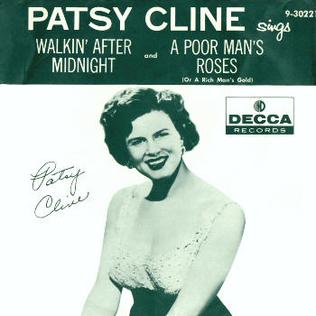 PATSY CLINE sings
9-30221
WALKIN' AFTER MIDNIGHT
and
A POOR MAN'S ROSES
(Or A Rich Man's Gold)
DECCA
RECORDS
Patsy
Cline